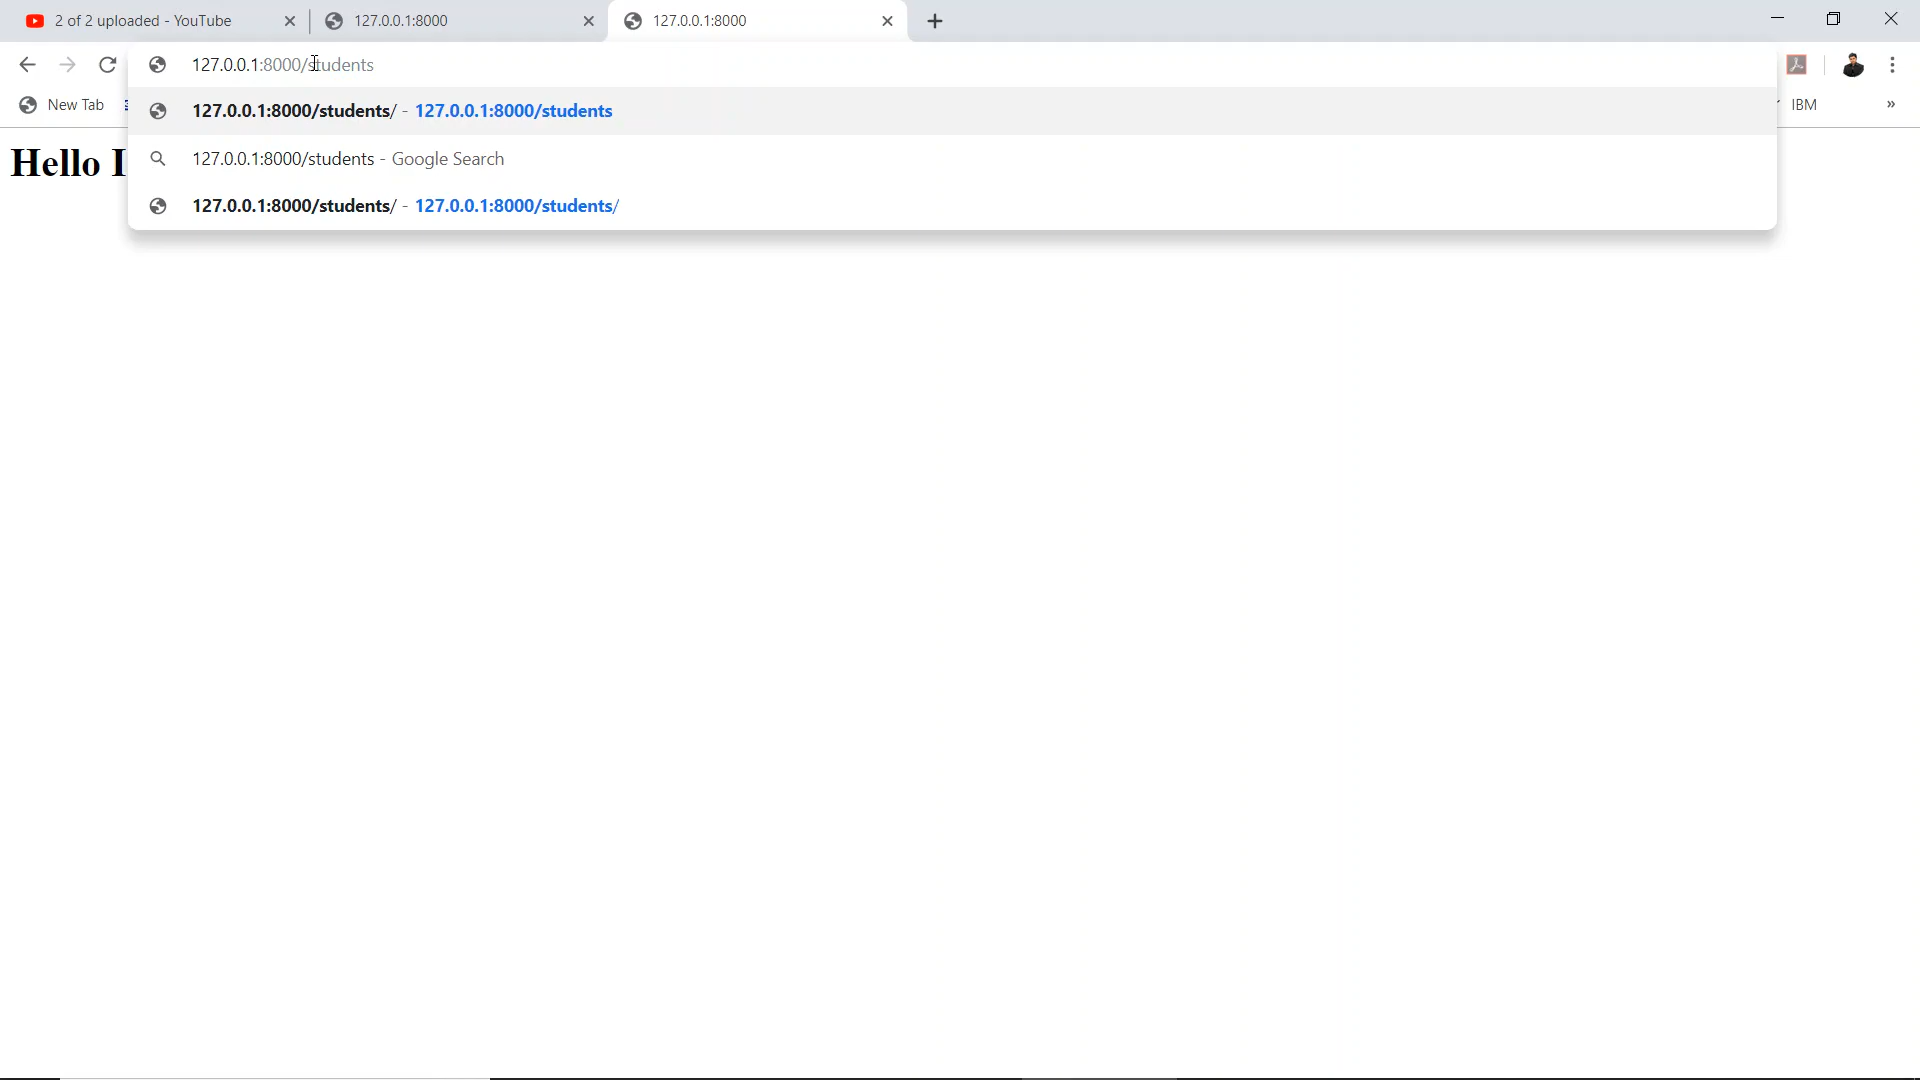 2 of 2 uploaded - YouTube
127.0.0.1:8000
127.0.0.1:8000
127.0.0.1:8000/students
127.0.0.1:8000/students/ - 127.0.0.1:8000/students
New Tab
IBM
»
Hello I
127.0.0.1:8000/students - Google Search
127.0.0.1:8000/students/ - 127.0.0.1:8000/students/